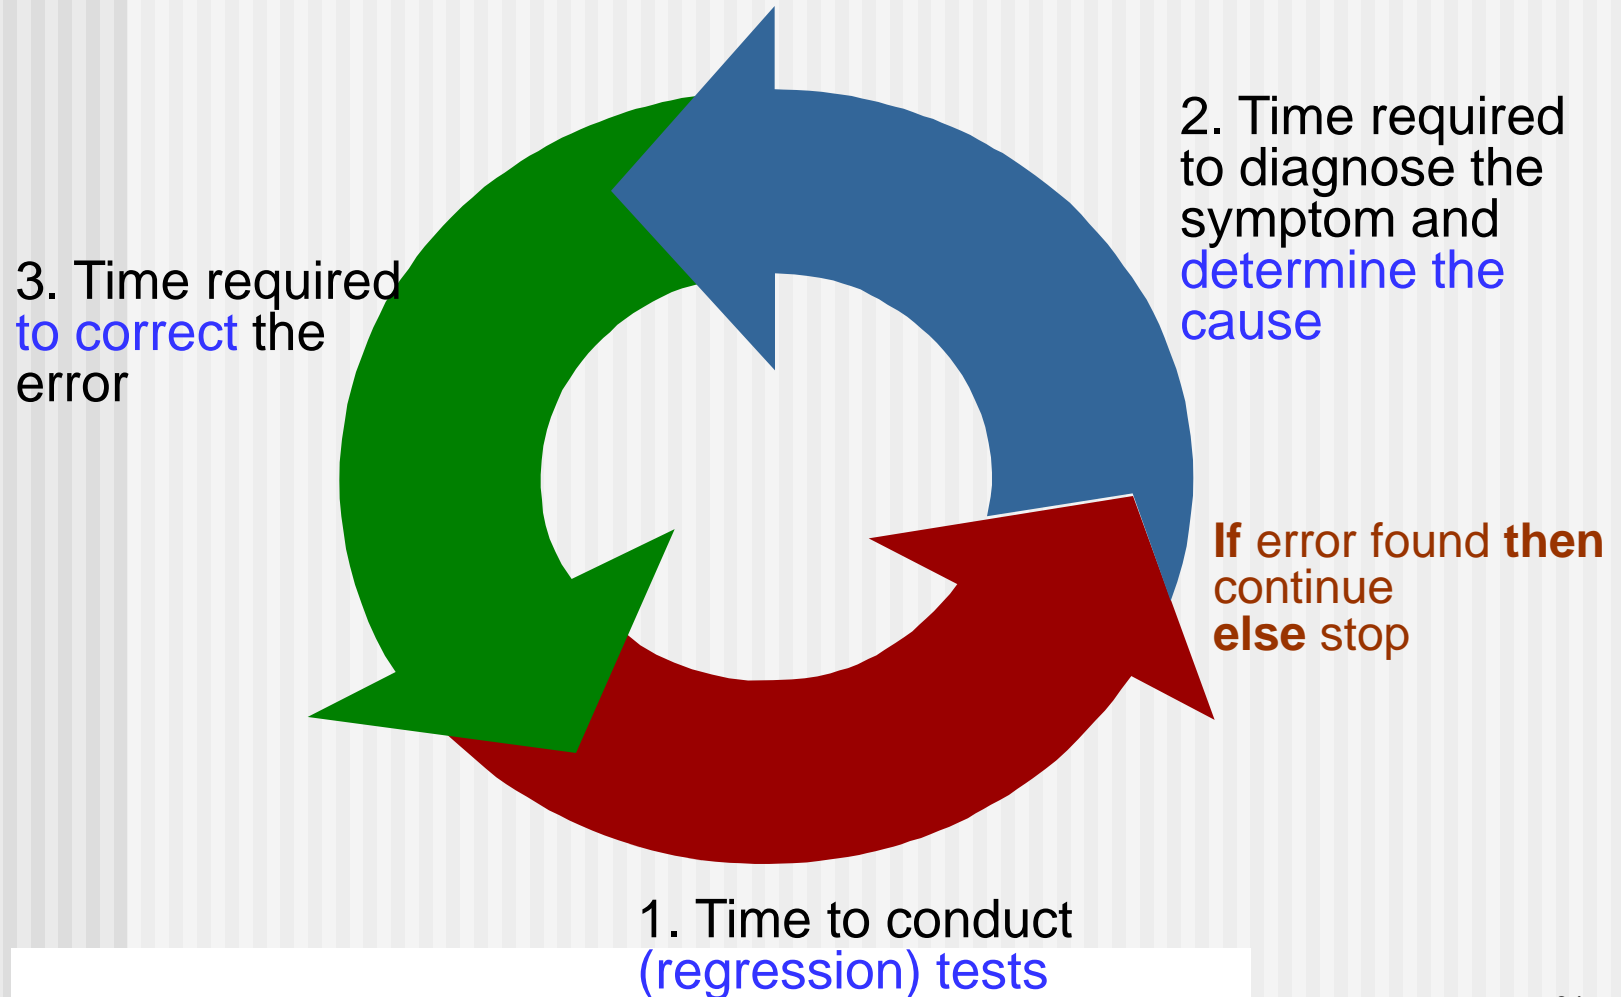 2. Time required
to diagnose the
symptom and
determine the
cause
3. Time required
to correct the
error
If error found then
continue
else stop
1. Time to conduct
(regression) tests